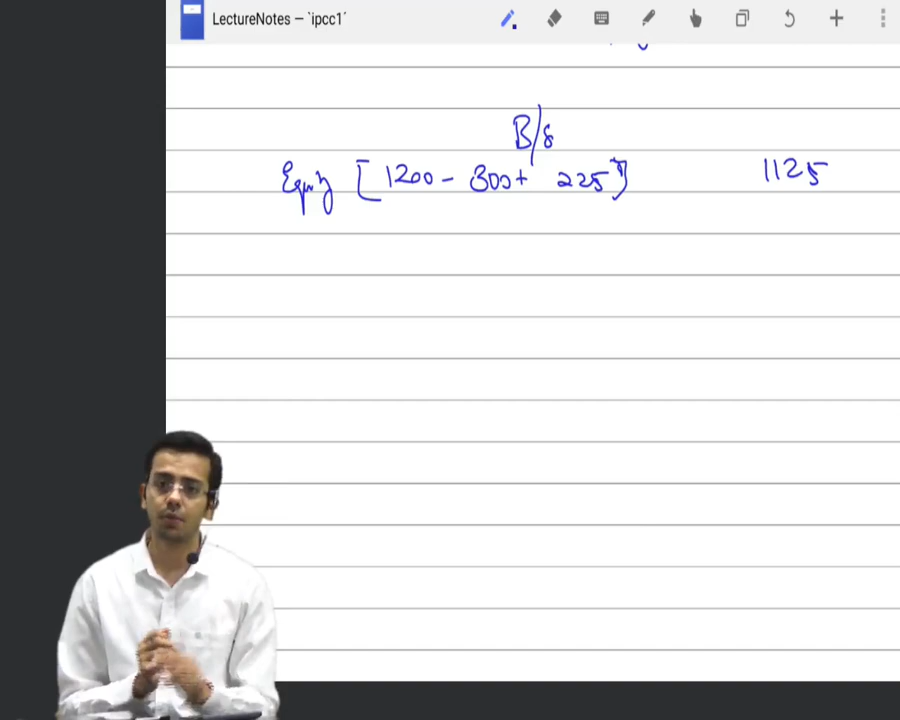 LectureNotes – `ipcc1´
B/S
Equity [1200 - 300 + 225] 1125